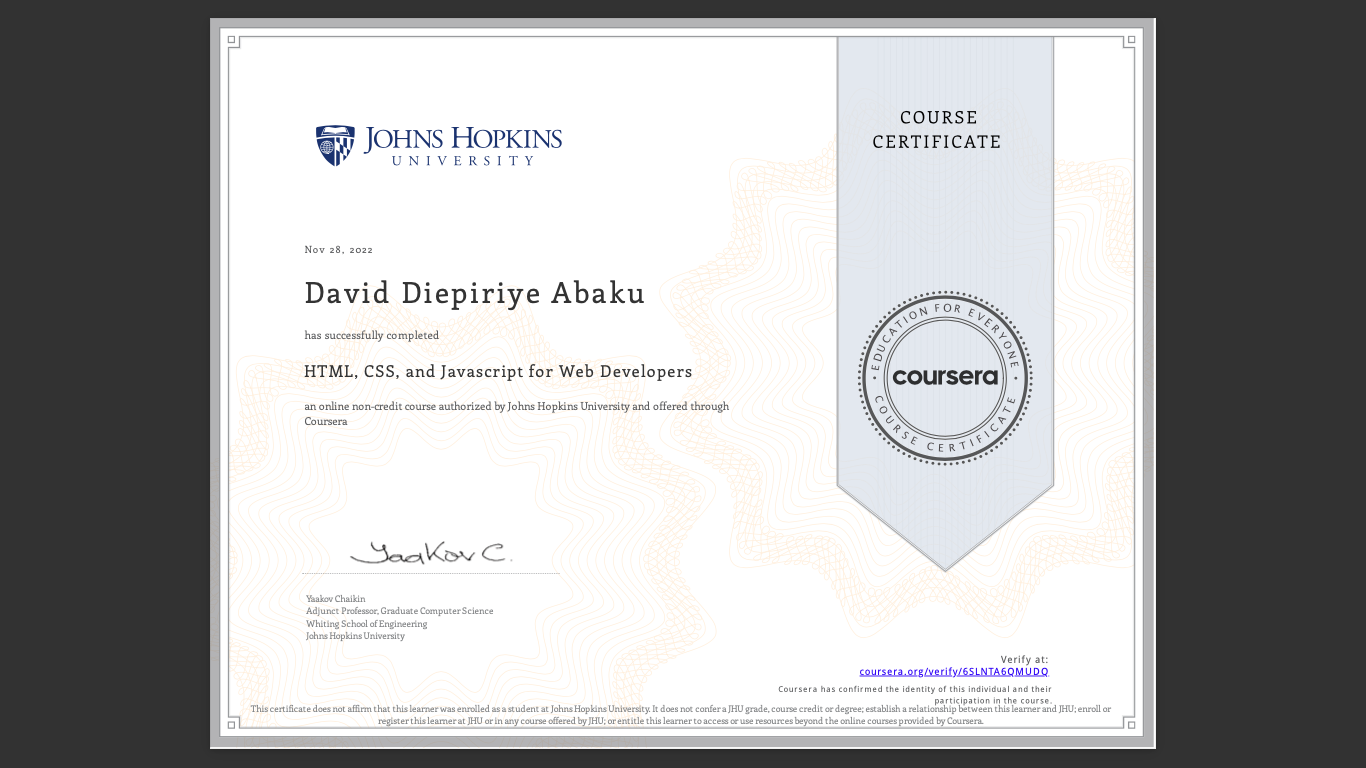 JOHNS HOPKINS
UNIVERSITY
COURSE
CERTIFICATE
Nov 28, 2022
David Diepiriye Abaku
has successfully completed
HTML, CSS, and Javascript for Web Developers
an online non-credit course authorized by Johns Hopkins University and offered through
Coursera
EDUCATION FOR EVERYONE
coursera
COURSE CERTIFICATE
Yaakov C.
Yaakov Chaikin
Adjunct Professor, Graduate Computer Science
Whiting School of Engineering
Johns Hopkins University
Verify at:
coursera.org/verify/6SLNTA6QMUDQ
Coursera has confirmed the identity of this individual and their
participation in the course.
This certificate does not affirm that this learner was enrolled as a student at Johns Hopkins University. It does not confer a JHU grade, course credit or degree; establish a relationship between this learner and JHU; enroll or
register this learner at JHU or in any course offered by JHU; or entitle this learner to access or use resources beyond the online courses provided by Coursera.